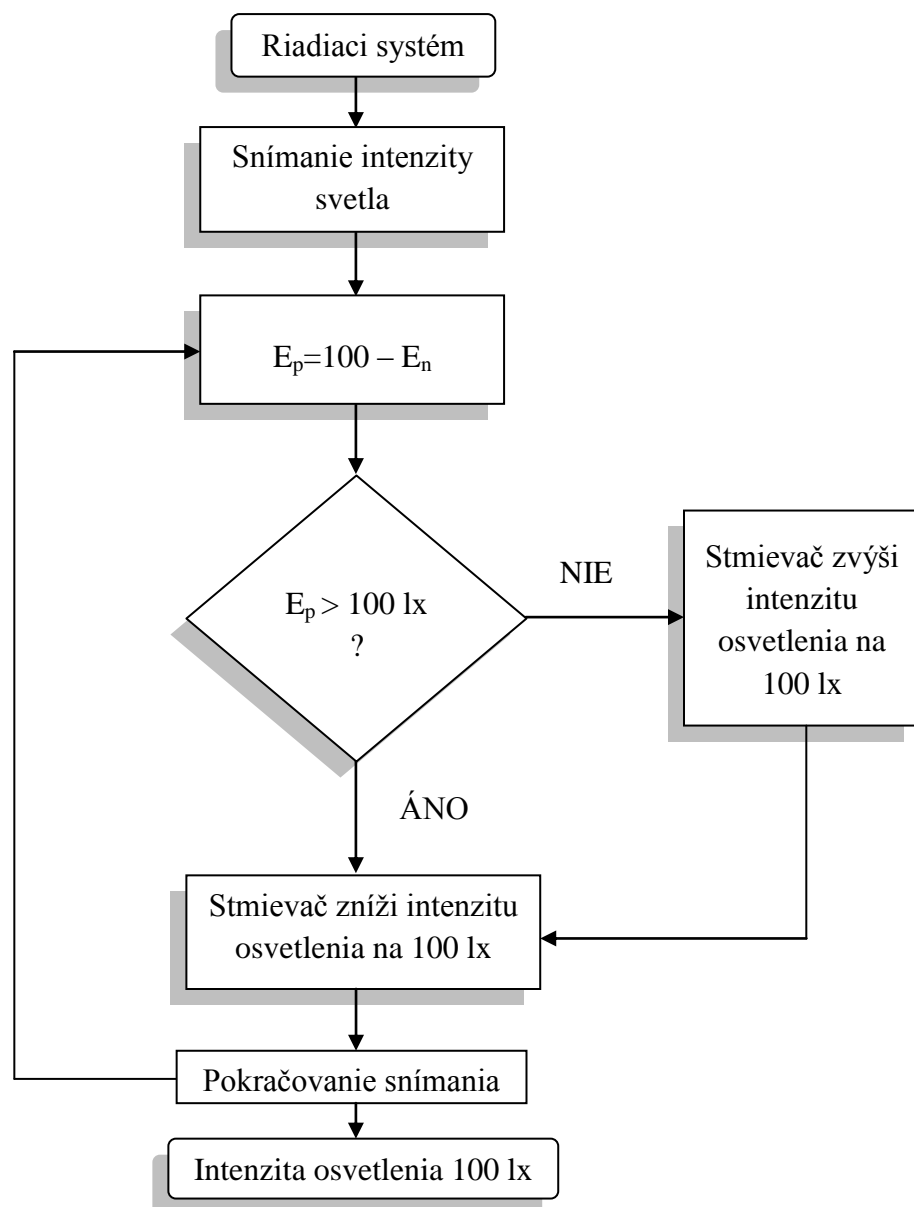 Riadiaci systém
Snímanie intenzity
svetla
Eₚ=100 – Eₙ
Eₚ > 100 lx
?
NIE
Stmievač zvýši
intenzitu
osvetlenia na
100 lx
ÁNO
Stmievač zníži intenzitu
osvetlenia na 100 lx
Pokračovanie snímania
Intenzita osvetlenia 100 lx